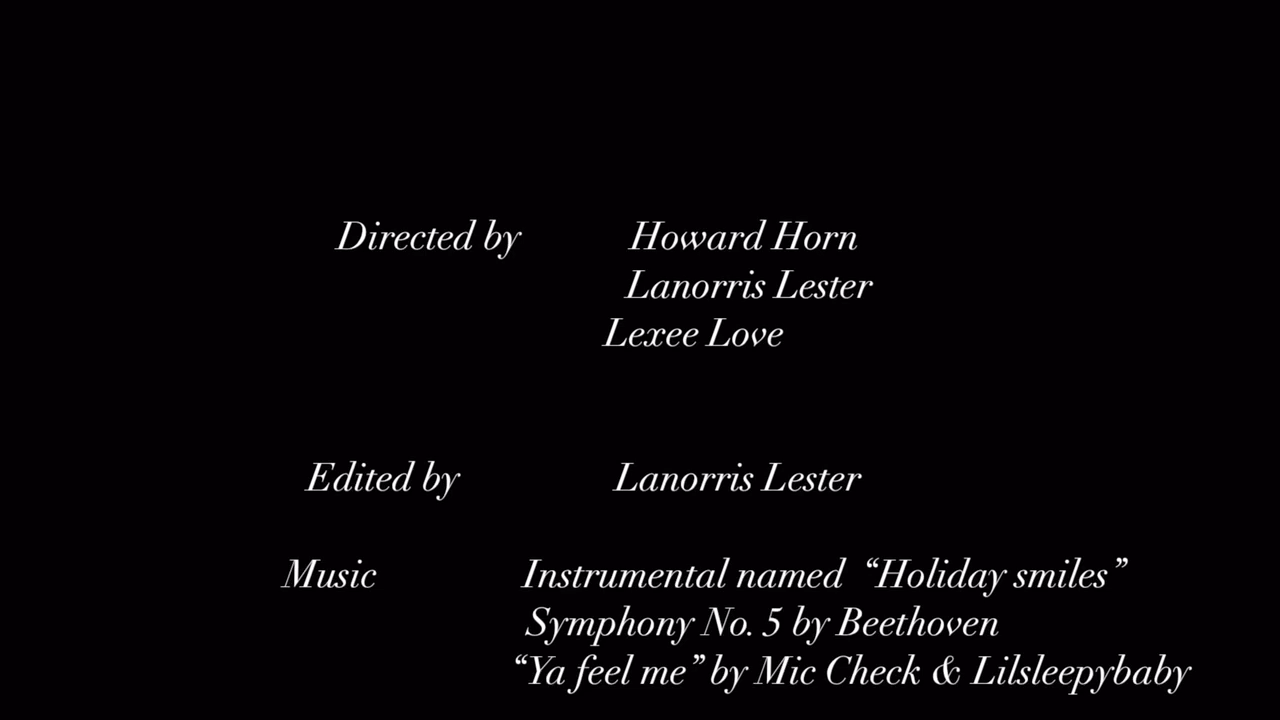 Directed by Howard Horn
Lanorris Lester
Lexee Love
Edited by Lanorris Lester
Music Instrumental named “Holiday smiles”
Symphony No. 5 by Beethoven
“Ya feel me” by Mic Check & Lilsleepybaby